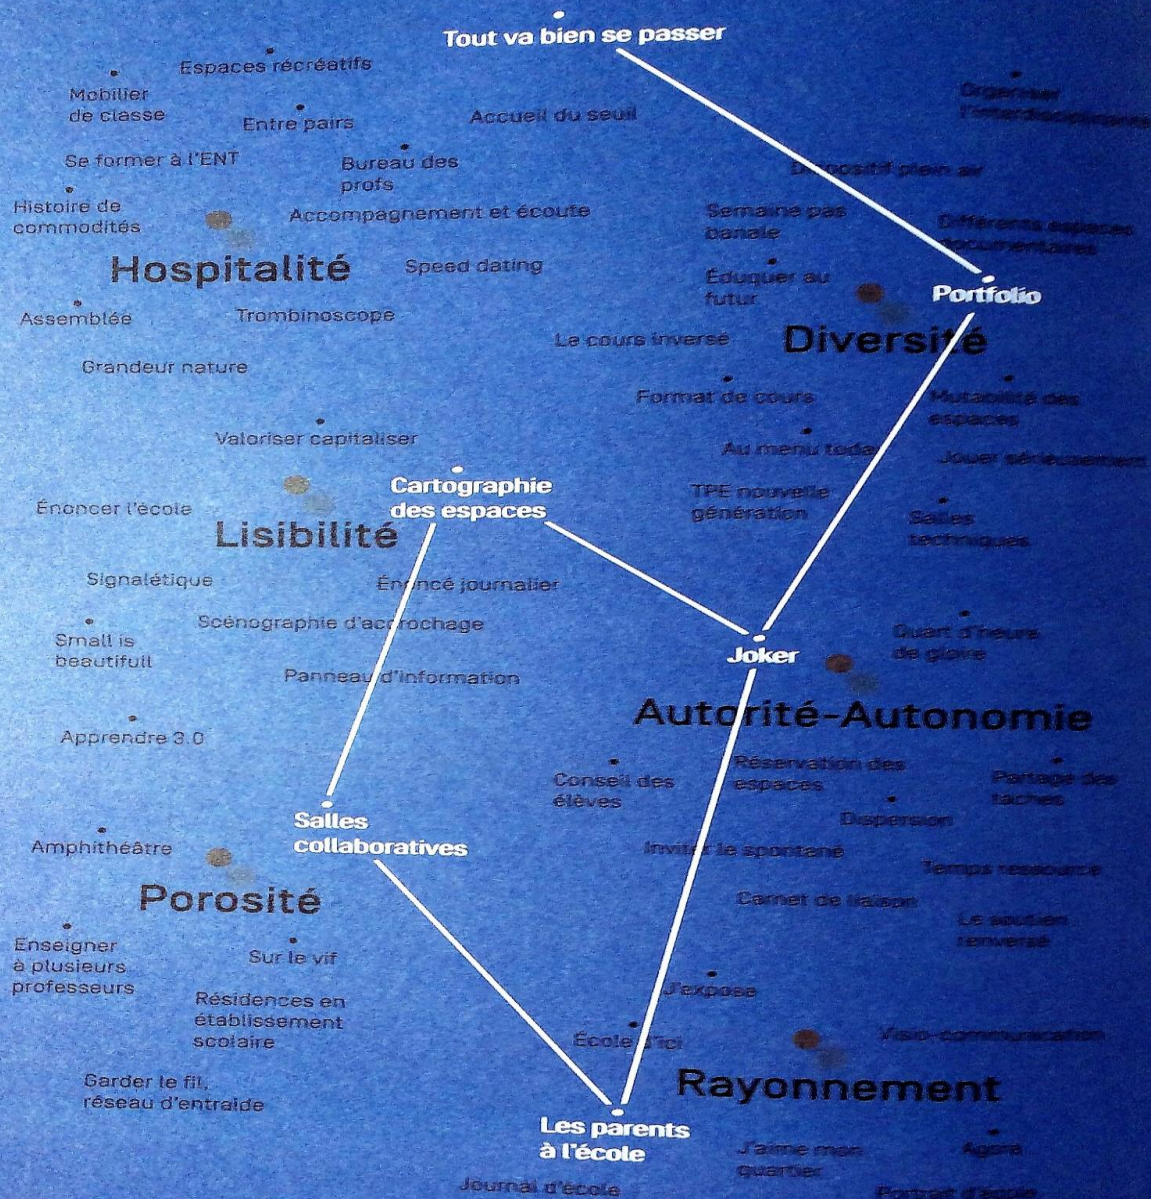 Tout va bien se passer
Espaces récréatifs
Mobilier
de classe
Entre pairs
Accueil du seuil
Organiser
l'interdisciplinarité
Se former à l'ENT
Bureau des
profs
Dispositif plein air
Histoire de
commodités
Accompagnement et écoute
Semaine pas
banale
Différents espaces
documentaires
Hospitalité
Speed dating
Éduquer au
futur
Portfolio
Assemblée
Trombinoscope
Le cours inversé
Diversité
Grandeur nature
Format de cours
Mutabilité des
espaces
Valoriser capitaliser
Au menu today
Jouer sérieusement
Cartographie
des espaces
TPE nouvelle
génération
Énoncer l'école
Salles
techniques
Lisibilité
Signalétique
Énoncé journalier
Small is
beautifull
Scénographie d'accrochage
Quart d'heure
de gloire
Joker
Panneau d'information
Autorité-Autonomie
Apprendre 3.0
Conseil des
élèves
Réservation des
espaces
Partage des
tâches
Salles
collaboratives
Dispersion
Amphithéâtre
Inviter le spontané
Temps ressource
Porosité
Carnet de liaison
Le soutien
renversé
Enseigner
à plusieurs
professeurs
Sur le vif
Résidences en
établissement
scolaire
J'expose
École d'ici
Visio-communication
Garder le fil,
réseau d'entraide
Rayonnement
Les parents
à l'école
J'aime mon
quartier
Agora
Journal d'école